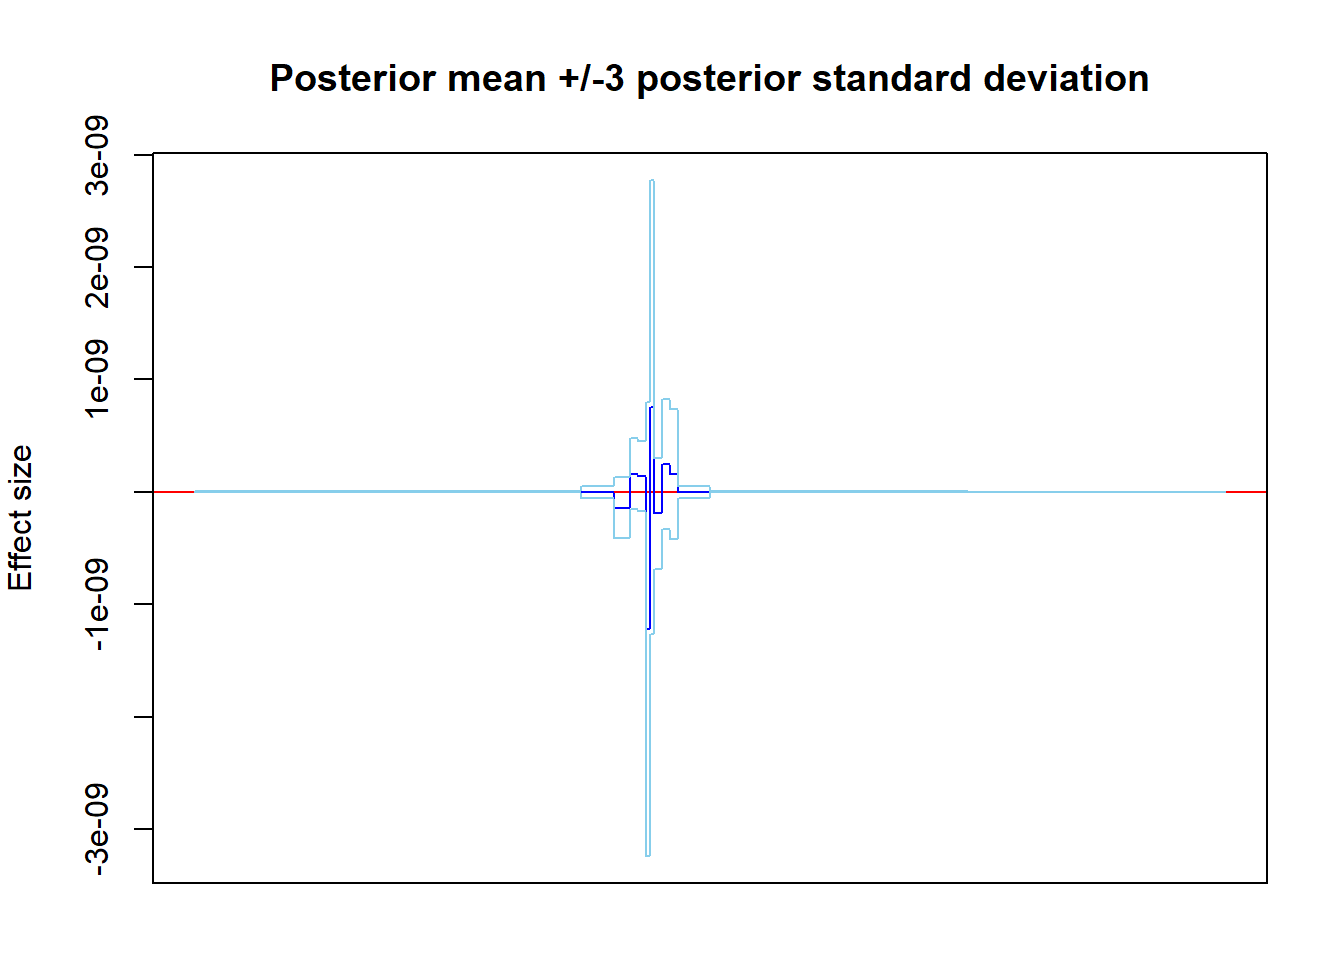 Posterior mean +/-3 posterior standard deviation
Effect size
3e-09
2e-09
1e-09
-1e-09
-3e-09